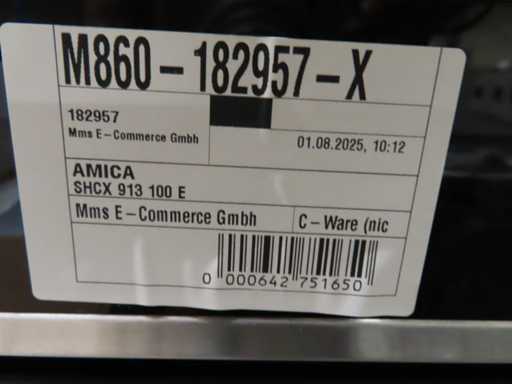 M860-182957-X
182957
Mms E-Commerce Gmbh
01.08.2025, 10:12
AMICA
SHCX 913 100 E
Mms E-Commerce Gmbh
C-Ware (nic
0 000642 751650